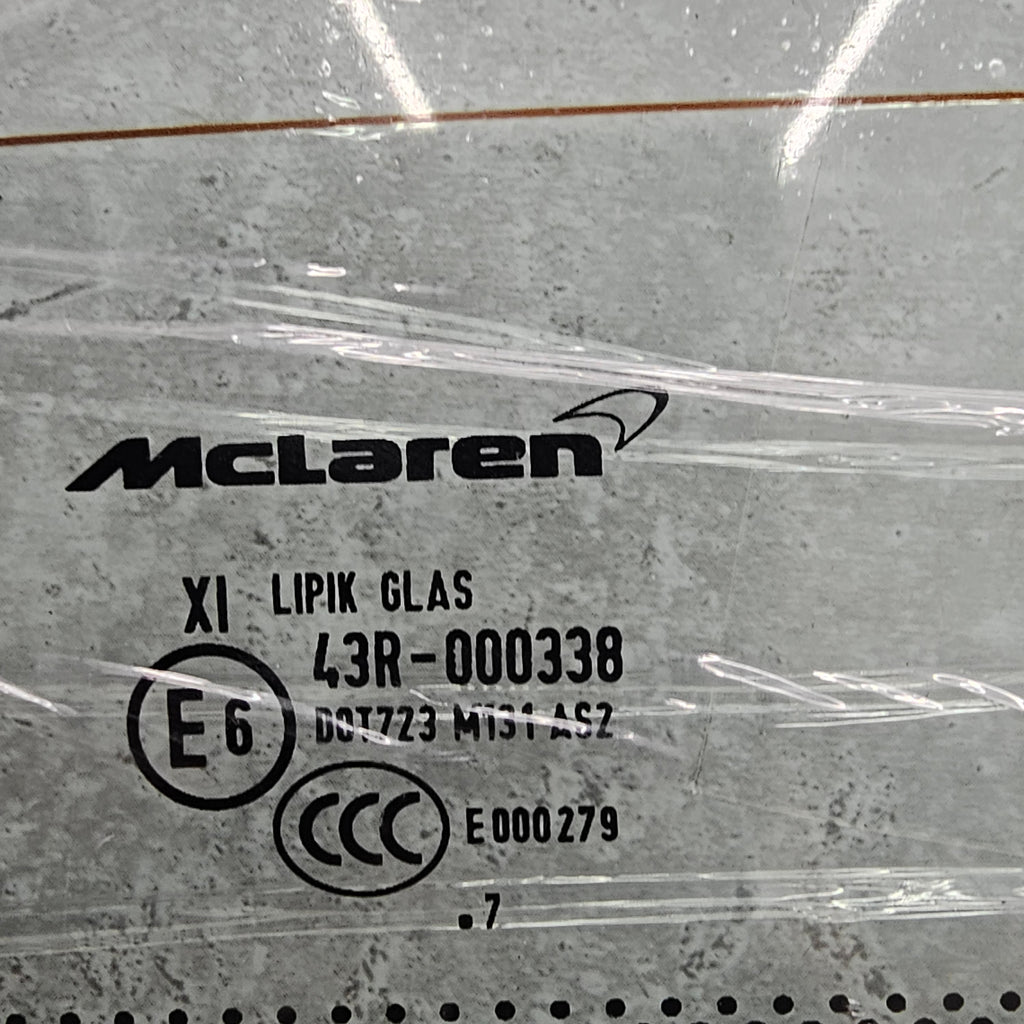 McLaren
XI LIPIK GLAS
43R-000338
E6 DOT723 M131 AS2
CCC E000279
.7